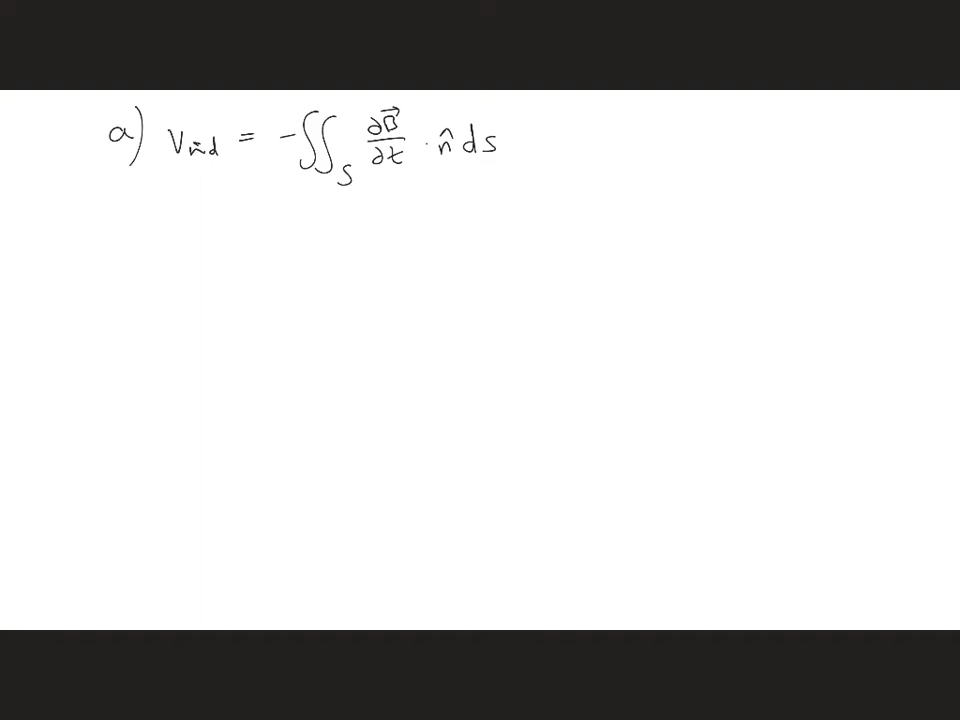 a) V_ind = -∬_S ∂B⃗/∂t · n̂ ds